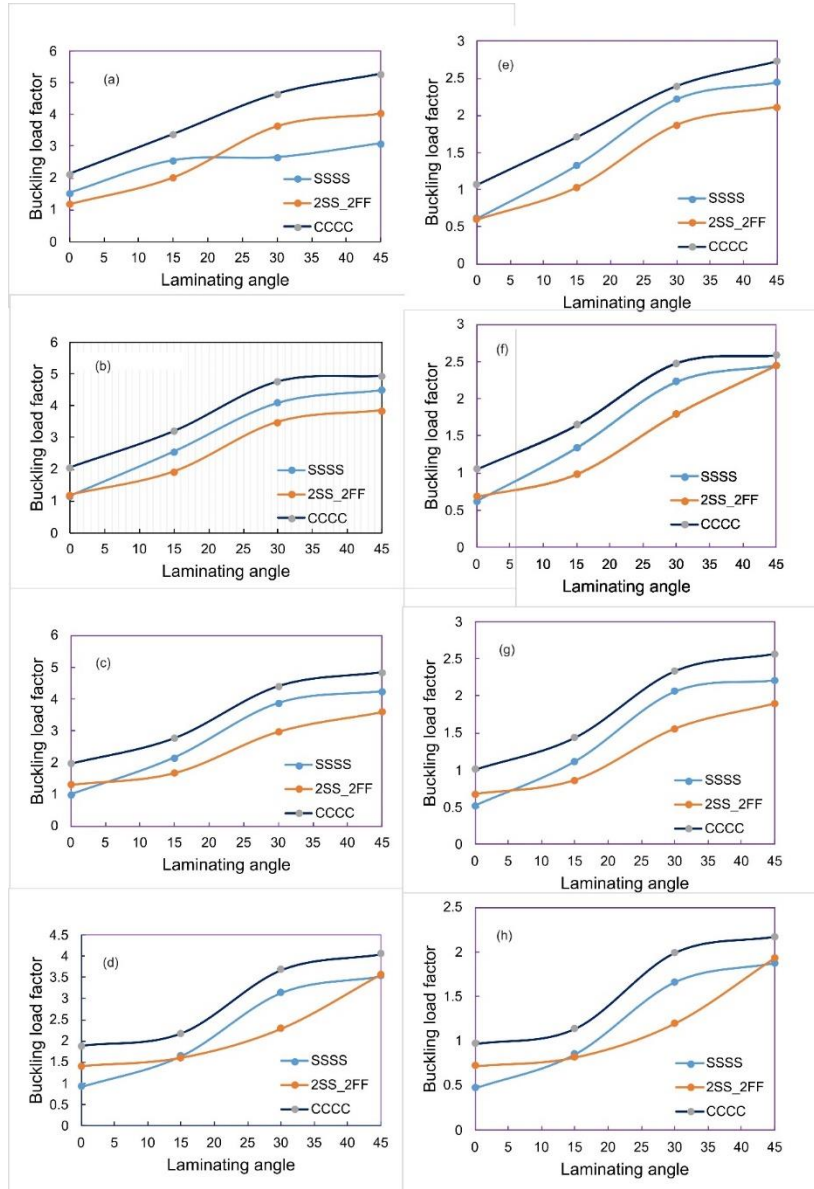 6
5
4
3
2
1
0
Buckling load factor
(a)
SSSS
2SS_2FF
CCCC
0 5 10 15 20 25 30 35 40 45
Laminating angle
3
2.5
2
1.5
1
0.5
0
Buckling load factor
(e)
SSSS
2SS_2FF
CCCC
0 5 10 15 20 25 30 35 40 45
Laminating angle
6
5
4
3
2
1
0
Buckling load factor
(b)
SSSS
2SS_2FF
CCCC
0 5 10 15 20 25 30 35 40 45
Laminating angle
3
2.5
2
1.5
1
0.5
0
Buckling load factor
(f)
SSSS
2SS_2FF
CCCC
0 5 10 15 20 25 30 35 40 45
Laminating angle
6
5
4
3
2
1
0
Buckling load factor
(c)
SSSS
2SS_2FF
CCCC
0 5 10 15 20 25 30 35 40 45
Laminating angle
3
2.5
2
1.5
1
0.5
0
Buckling load factor
(g)
SSSS
2SS_2FF
CCCC
0 5 10 15 20 25 30 35 40 45
Laminating angle
4.5
4
3.5
3
2.5
2
1.5
1
0.5
0
Buckling load factor
(d)
SSSS
2SS_2FF
CCCC
0 5 10 15 20 25 30 35 40 45
Laminating angle
2.5
2
1.5
1
0.5
0
Buckling load factor
(h)
SSSS
2SS_2FF
CCCC
0 5 10 15 20 25 30 35 40 45
Laminating angle